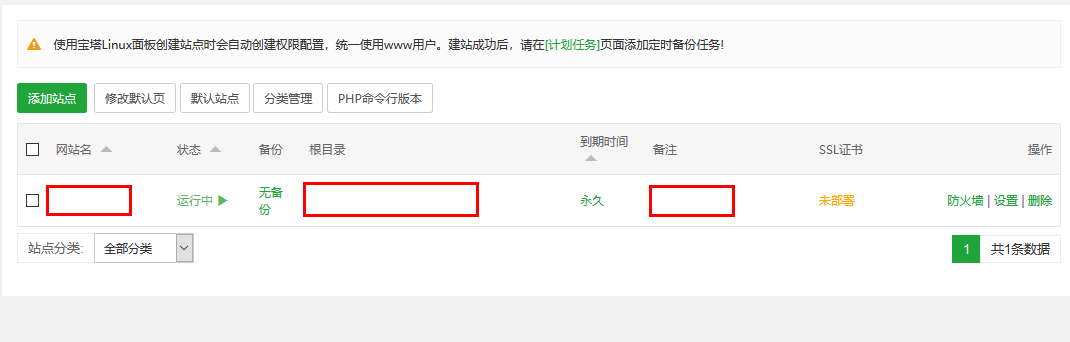 使用宝塔Linux面板创建站点时会自动创建权限配置，统一使用www用户。建站成功后，请在[计划任务]页面添加定时备份任务!
添加站点 修改默认页 默认站点 分类管理 PHP命令行版本
网站名 状态 备份 根目录 到期时间 备注 SSL证书 操作
运行中 无备份 永久 未部署 防火墙 | 设置 | 删除
站点分类: 全部分类 1 共1条数据